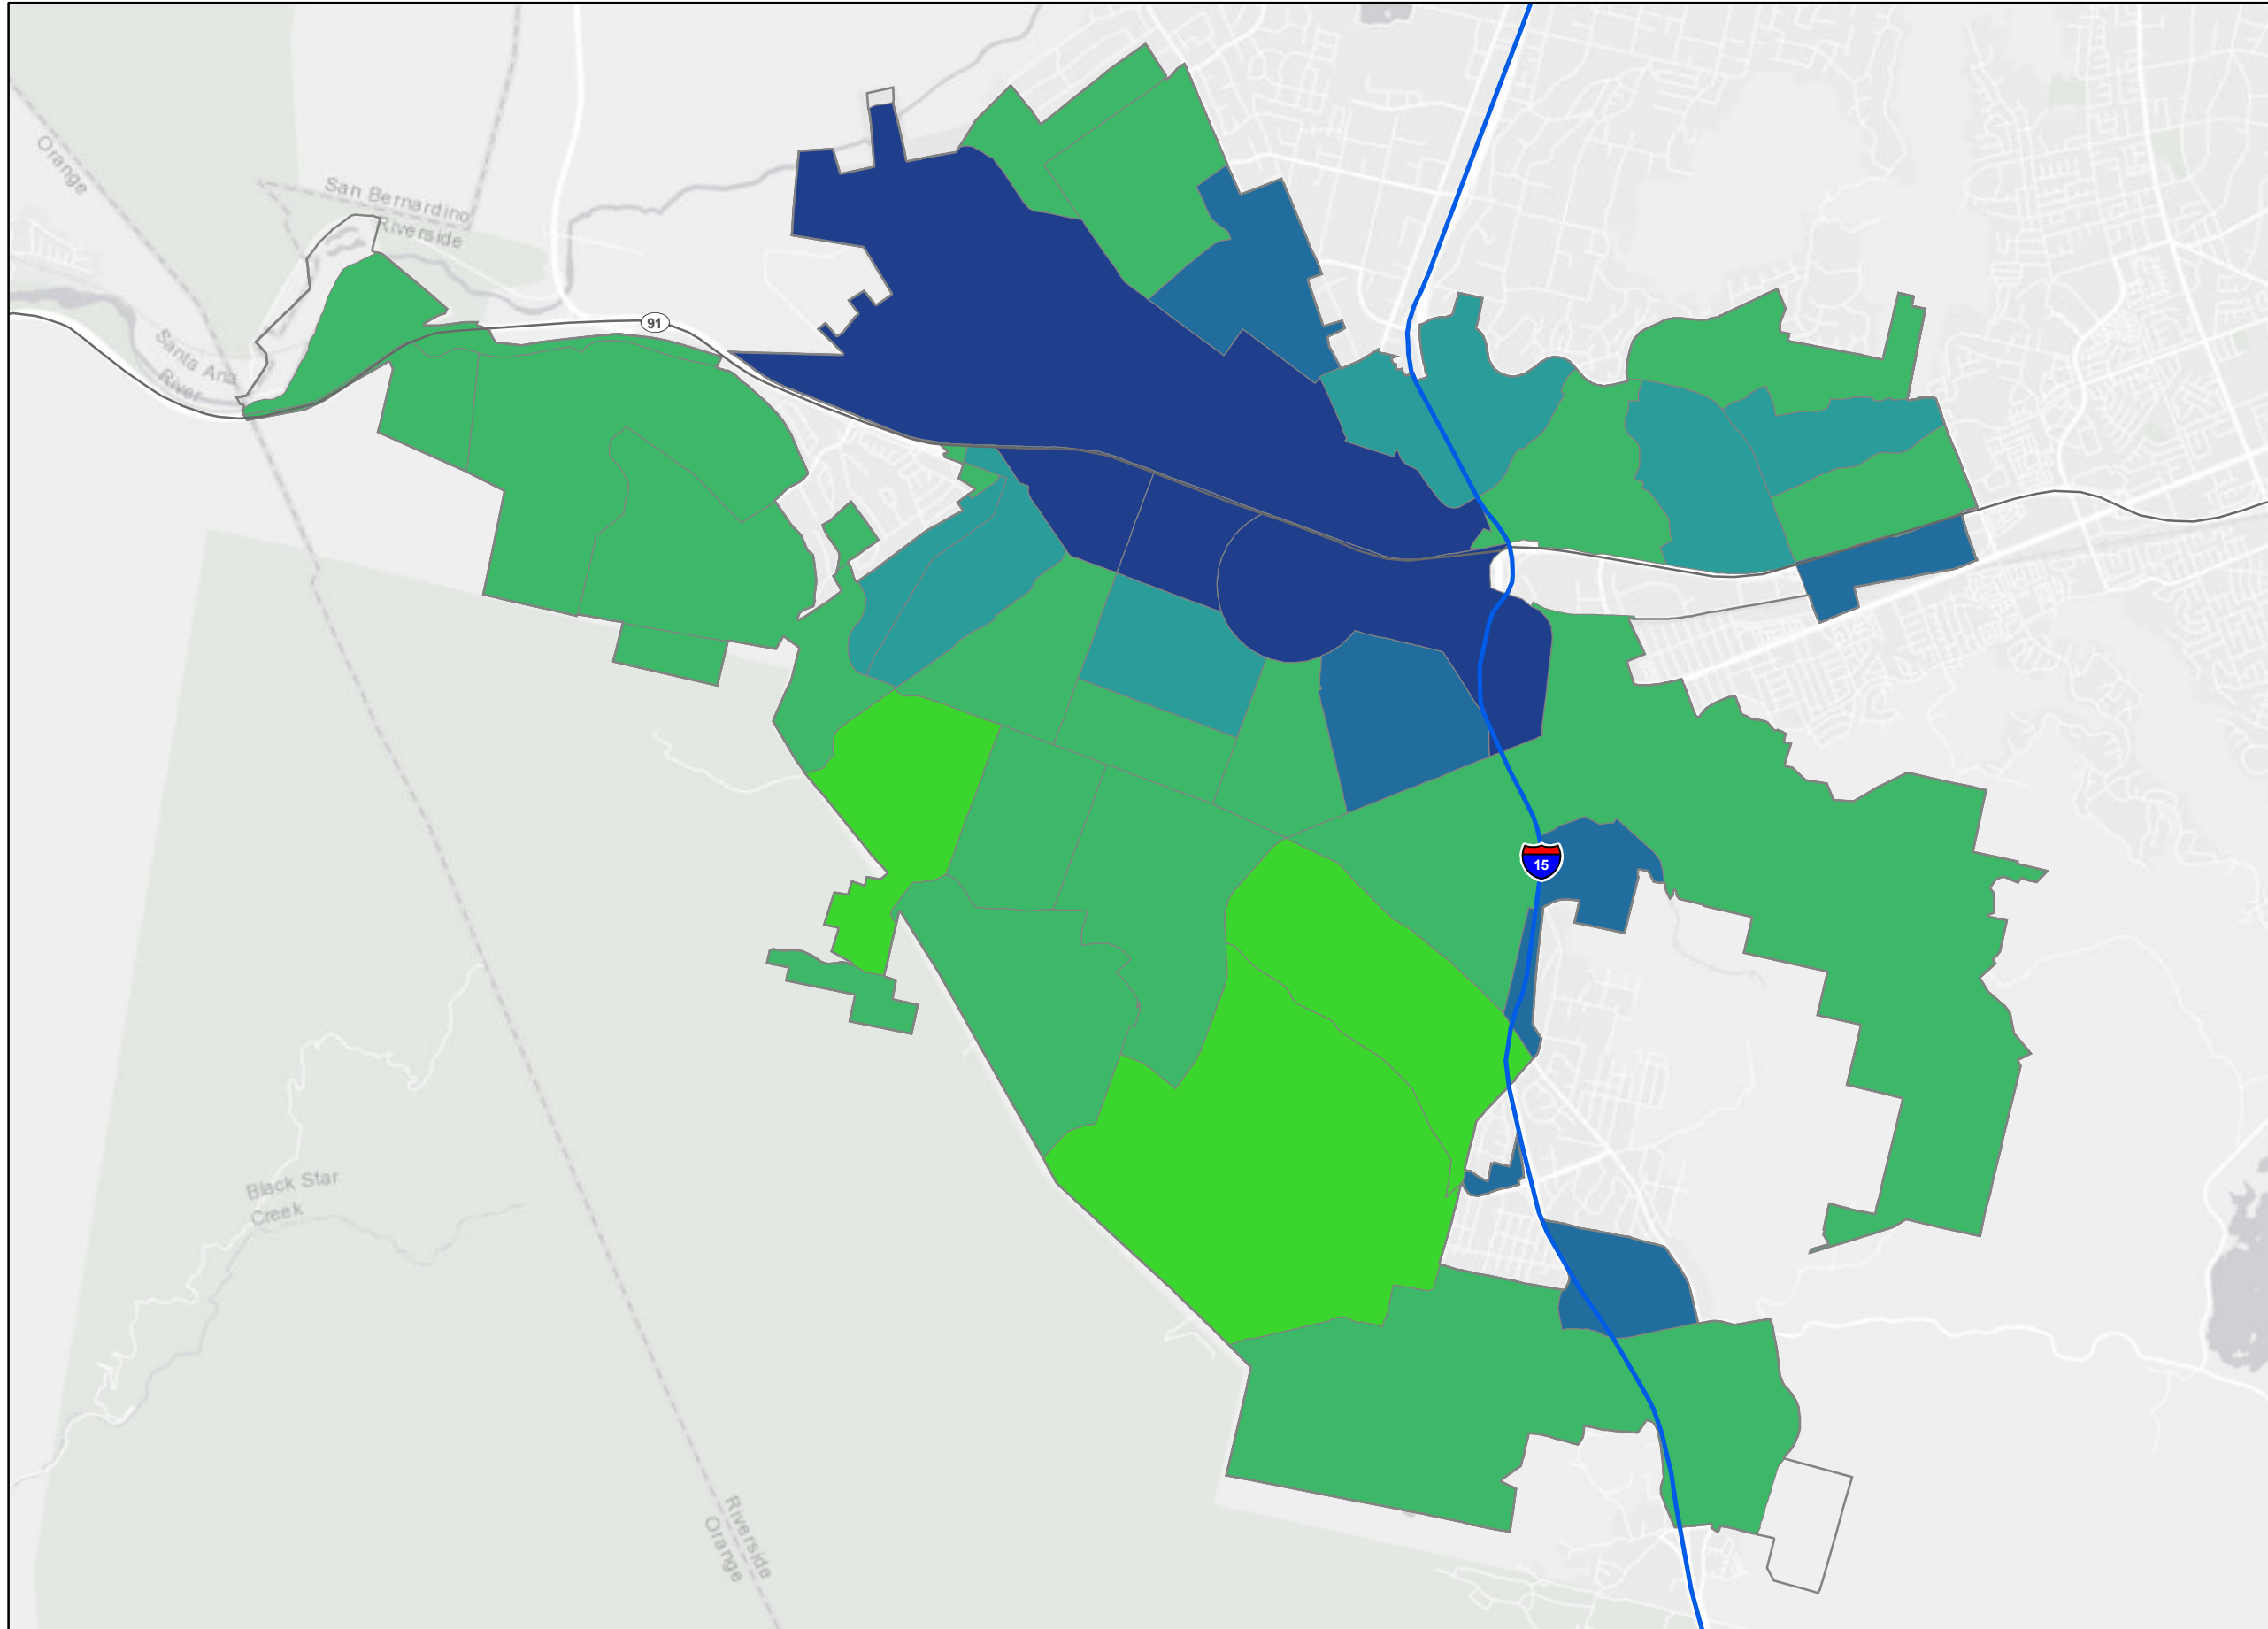 Orange
San Bernardino
Riverside
91
Santa Ana
River
15
Black Star
Creek
Riverside
Orange